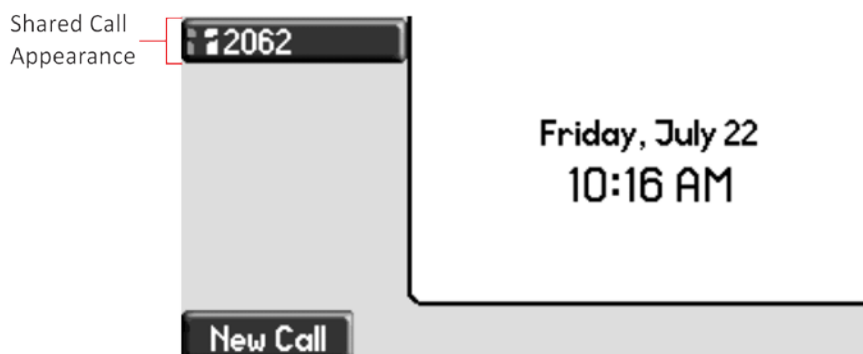 Shared Call
Appearance
2062
Friday, July 22
10:16 AM
New Call